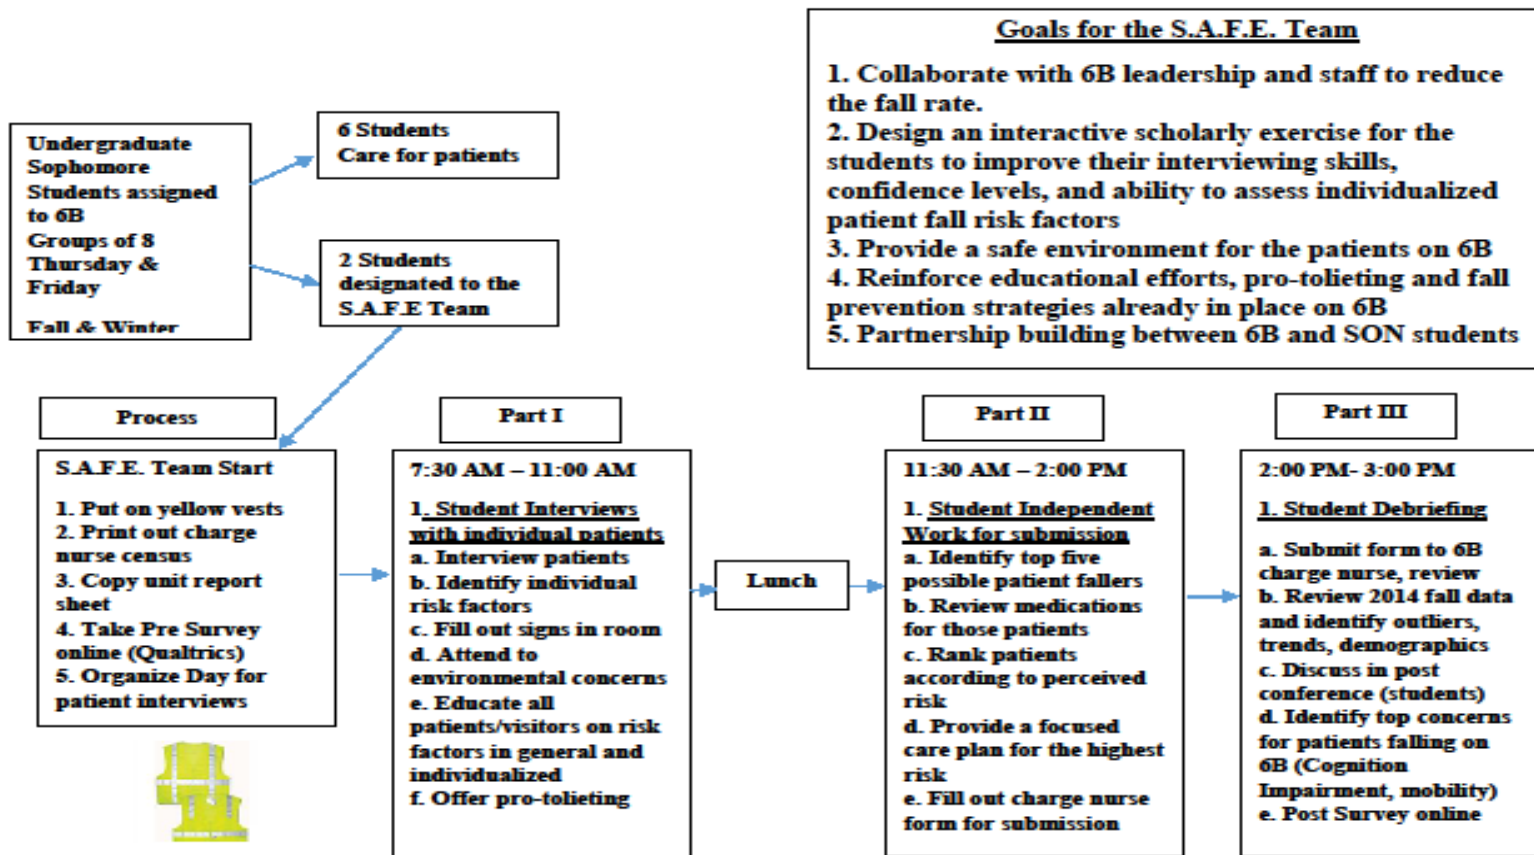 Goals for the S.A.F.E. Team
1. Collaborate with 6B leadership and staff to reduce
the fall rate.
2. Design an interactive scholarly exercise for the
students to improve their interviewing skills,
confidence levels, and ability to assess individualized
patient fall risk factors
3. Provide a safe environment for the patients on 6B
4. Reinforce educational efforts, pro-tolieting and fall
prevention strategies already in place on 6B
5. Partnership building between 6B and SON students
Undergraduate
Sophomore
Students assigned
to 6B
Groups of 8
Thursday &
Friday
Fall & Winter
6 Students
Care for patients
2 Students
designated to the
S.A.F.E Team
Process
S.A.F.E. Team Start
1. Put on yellow vests
2. Print out charge
nurse census
3. Copy unit report
sheet
4. Take Pre Survey
online (Qualtrics)
5. Organize Day for
patient interviews
Part I
7:30 AM – 11:00 AM
1. Student Interviews
with individual patients
a. Interview patients
b. Identify individual
risk factors
c. Fill out signs in room
d. Attend to
environmental concerns
e. Educate all
patients/visitors on risk
factors in general and
individualized
f. Offer pro-tolieting
Lunch
Part II
11:30 AM – 2:00 PM
1. Student Independent
Work for submission
a. Identify top five
possible patient fallers
b. Review medications
for those patients
c. Rank patients
according to perceived
risk
d. Provide a focused
care plan for the highest
risk
e. Fill out charge nurse
form for submission
Part III
2:00 PM- 3:00 PM
1. Student Debriefing
a. Submit form to 6B
charge nurse, review
b. Review 2014 fall data
and identify outliers,
trends, demographics
c. Discuss in post
conference (students)
d. Identify top concerns
for patients falling on
6B (Cognition
Impairment, mobility)
e. Post Survey online